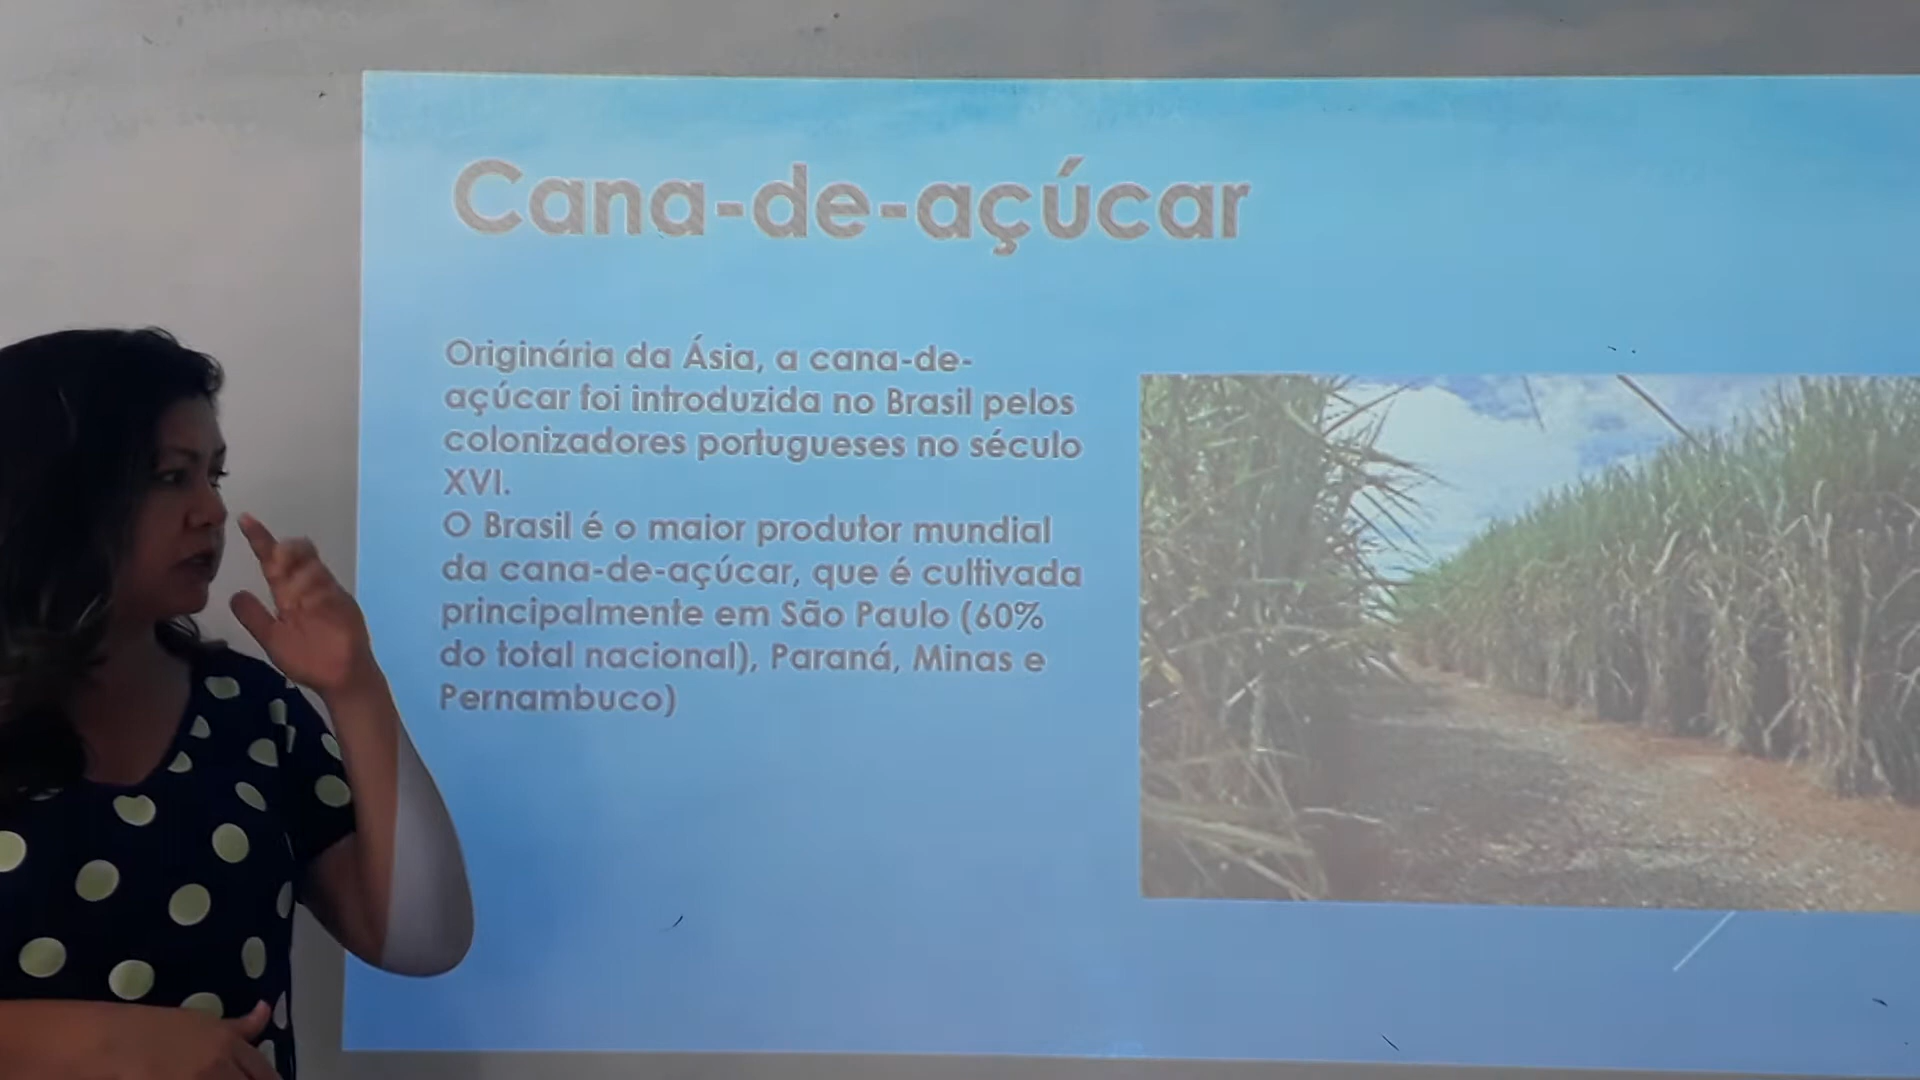 Cana-de-açúcar
Originária da Ásia, a cana-de-
açúcar foi introduzida no Brasil pelos
colonizadores portugueses no século
XVI.
O Brasil é o maior produtor mundial
da cana-de-açúcar, que é cultivada
principalmente em São Paulo (60%
do total nacional), Paraná, Minas e
Pernambuco)